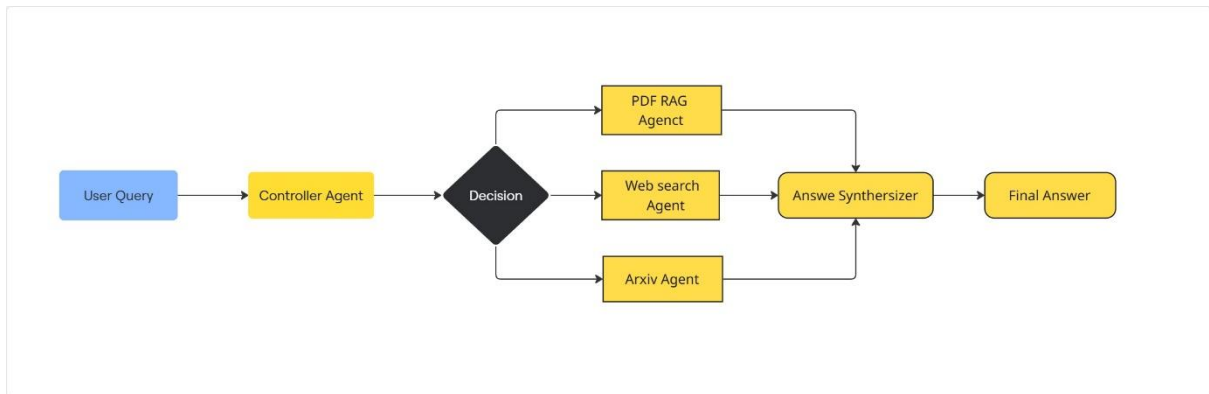 User Query
Controller Agent
Decision
PDF RAG
Agenct
Web search
Agent
Arxiv Agent
Answe Synthersizer
Final Answer